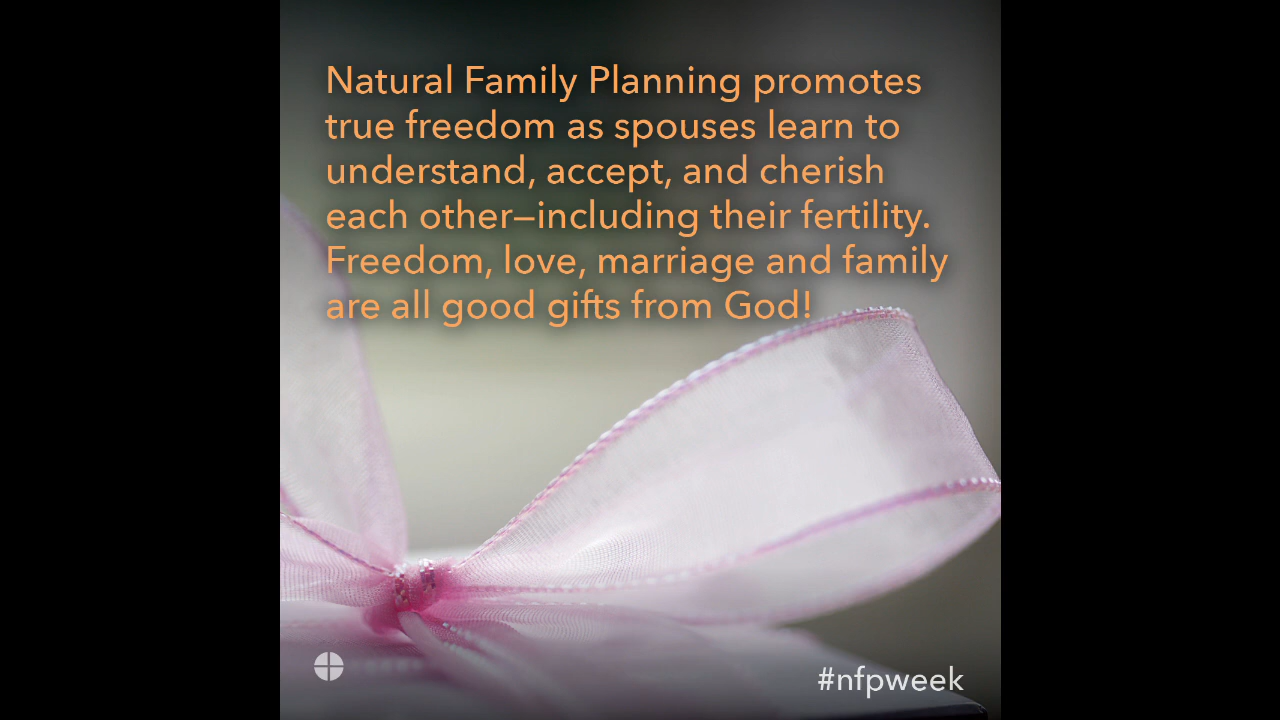 Natural Family Planning promotes
true freedom as spouses learn to
understand, accept, and cherish
each other—including their fertility.
Freedom, love, marriage and family
are all good gifts from God!
#nfpweek